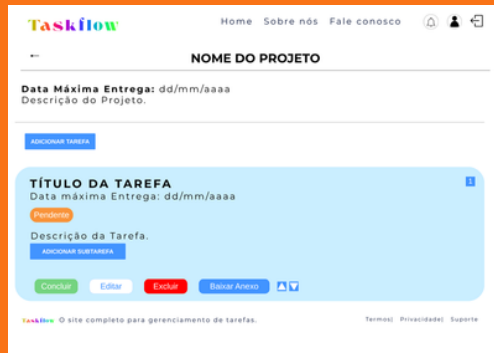 Taskflow Home Sobre nós Fale conosco
NOME DO PROJETO
Data Máxima Entrega: dd/mm/aaaa
Descrição do Projeto.
ADICIONAR TAREFA
TÍTULO DA TAREFA 1
Data máxima Entrega: dd/mm/aaaa
Pendente
Descrição da Tarefa.
ADICIONAR SUBTAREFA
Concluir Editar Excluir Baixar Anexo
Taskflow O site completo para gerenciamento de tarefas. Termos| Privacidade| Suporte